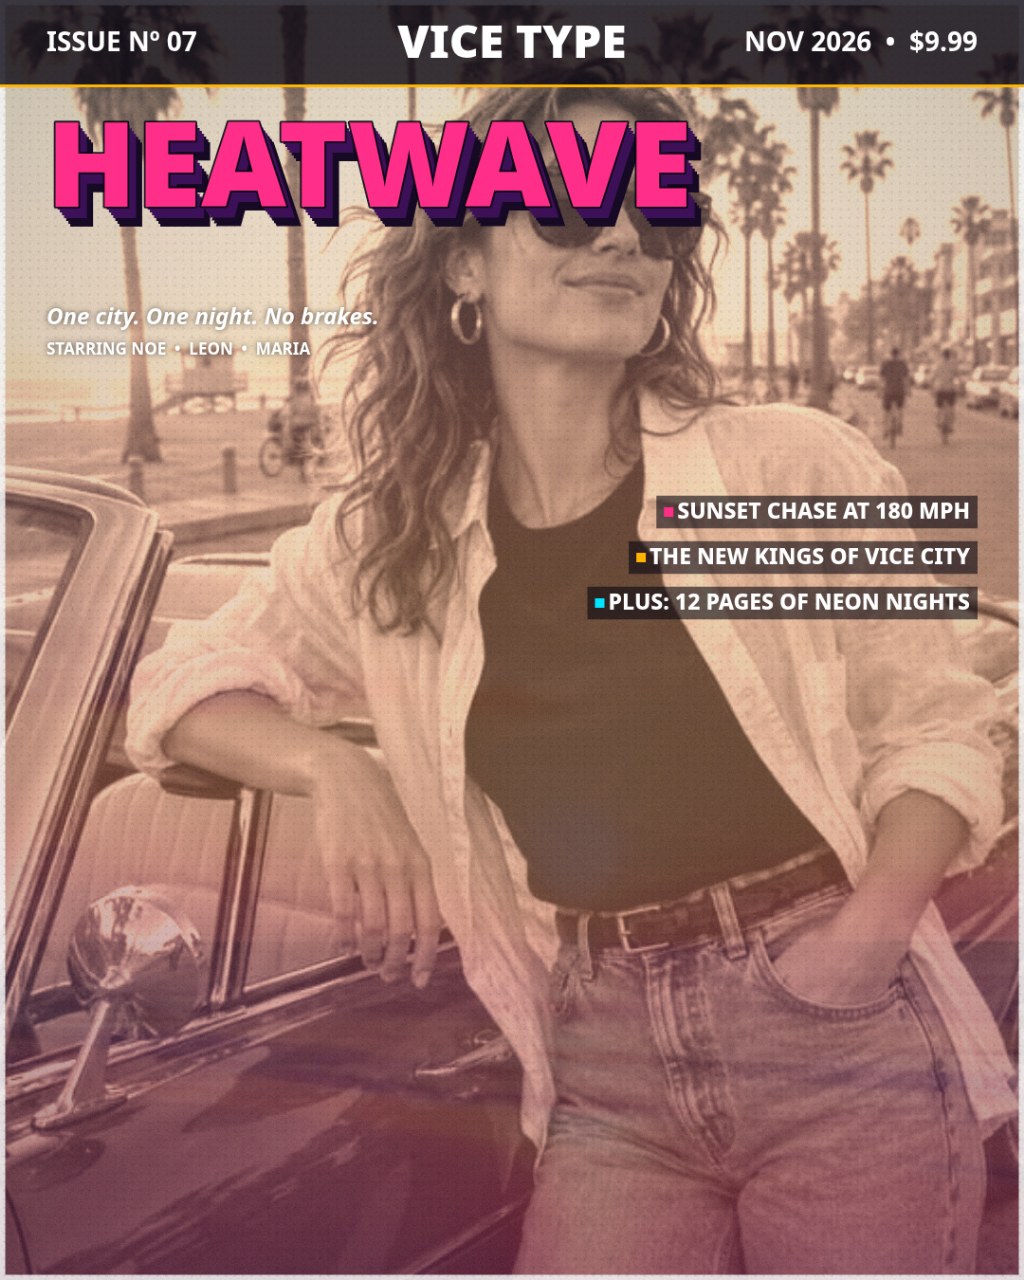 ISSUE Nº 07
VICE TYPE
NOV 2026 • $9.99
HEATWAVE
One city. One night. No brakes.
STARRING NOE • LEON • MARIA
SUNSET CHASE AT 180 MPH
THE NEW KINGS OF VICE CITY
PLUS: 12 PAGES OF NEON NIGHTS